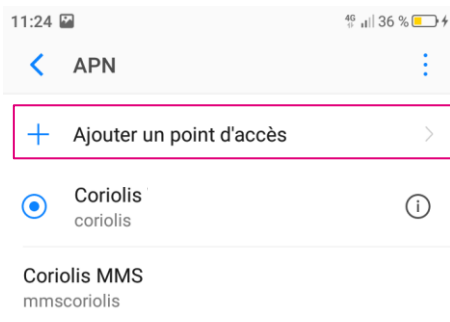 11:24 4G 36 %
APN
Ajouter un point d'accès
Coriolis
coriolis
Coriolis MMS
mmscoriolis